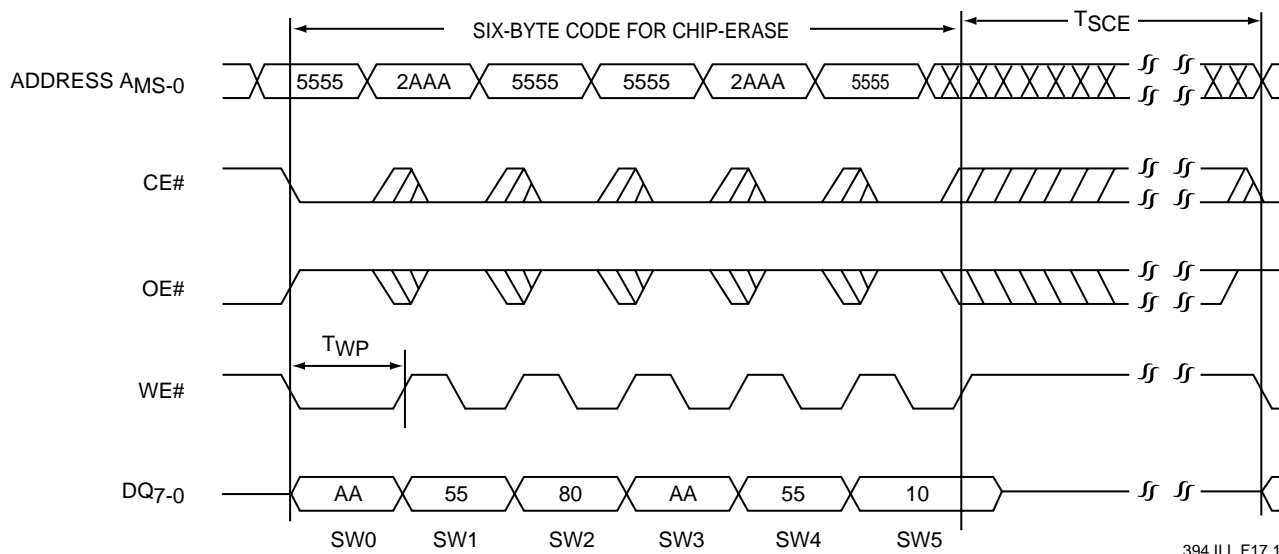 SIX-BYTE CODE FOR CHIP-ERASE
TSCE
ADDRESS AMS-0
5555 2AAA 5555 5555 2AAA 5555
CE#
OE#
TWP
WE#
DQ7-0
AA 55 80 AA 55 10
SW0 SW1 SW2 SW3 SW4 SW5
394 ILL F17.1